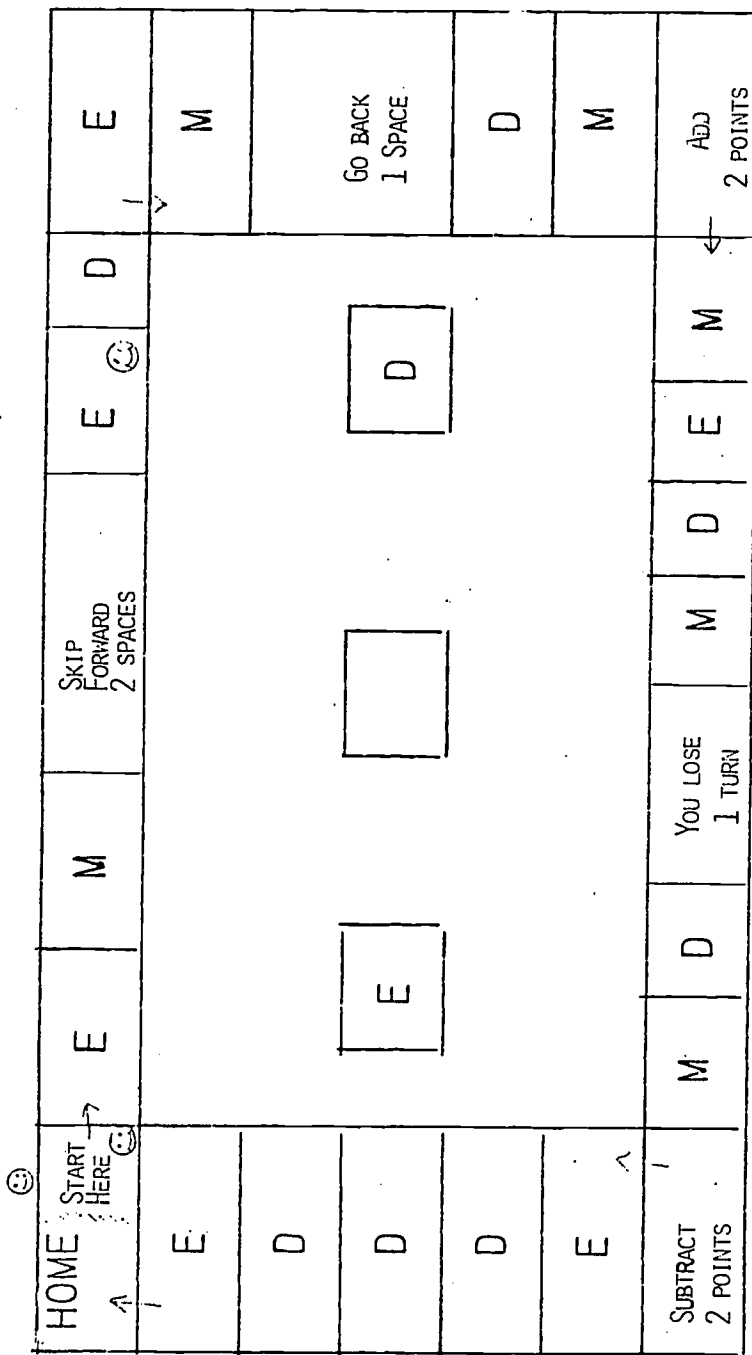 HOME
START
HERE
E
M
SKIP
FORWARD
2 SPACES
E
D
E
E
M
D
GO BACK
1 SPACE
D
E
D
D
D
E
M
SUBTRACT
2 POINTS
M
D
YOU LOSE
1 TURN
M
D
E
M
ADD
2 POINTS